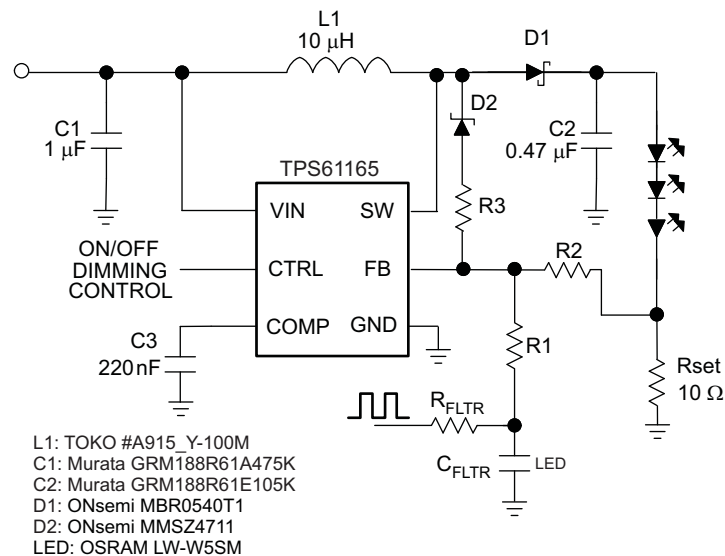 L1
10 µH
D1
D2
C1
1 µF
C2
0.47 µF
TPS61165
VIN
SW
R3
ON/OFF
DIMMING
CONTROL
CTRL
FB
R2
COMP
GND
C3
220nF
R1
Rset
10 Ω
RFLTR
CFLTR
LED
L1: TOKO #A915_Y-100M
C1: Murata GRM188R61A475K
C2: Murata GRM188R61E105K
D1: ONsemi MBR0540T1
D2: ONsemi MMSZ4711
LED: OSRAM LW-W5SM